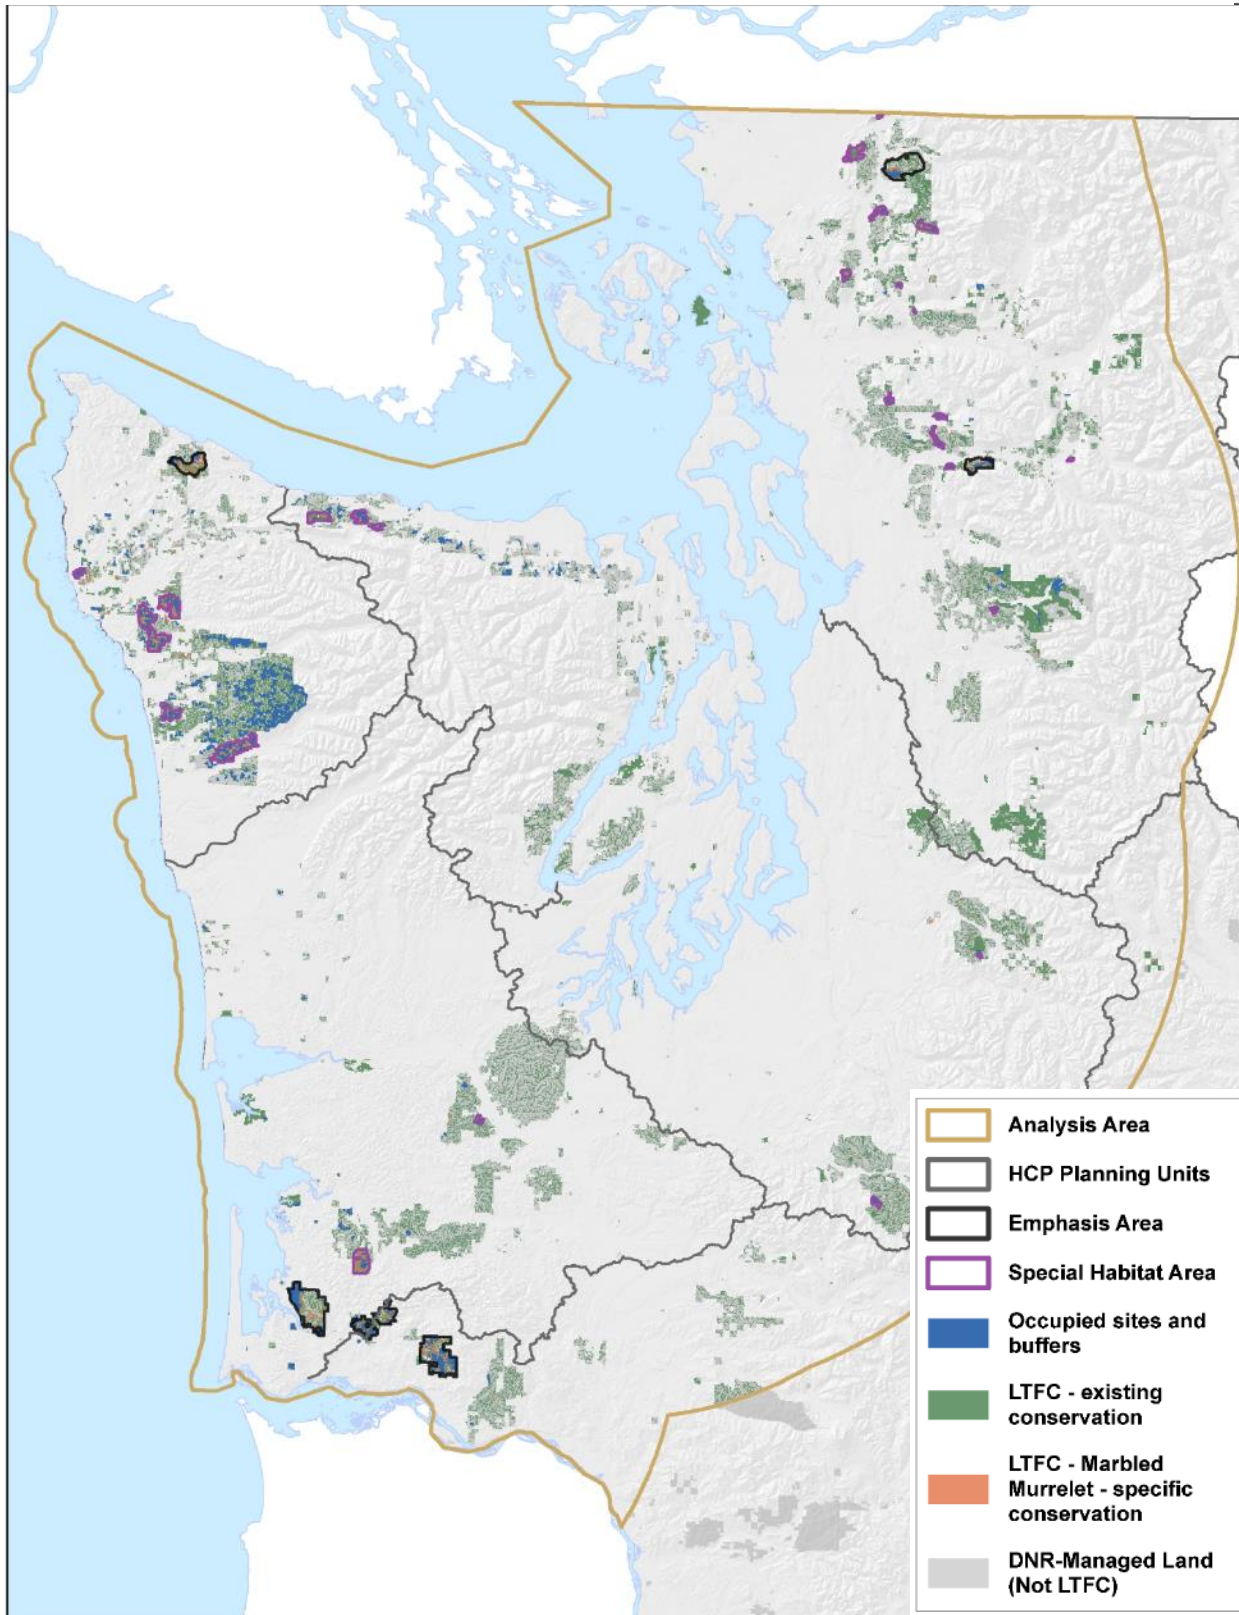 Analysis Area
HCP Planning Units
Emphasis Area
Special Habitat Area
Occupied sites and
buffers
LTFC - existing
conservation
LTFC - Marbled
Murrelet - specific
conservation
DNR-Managed Land
(Not LTFC)